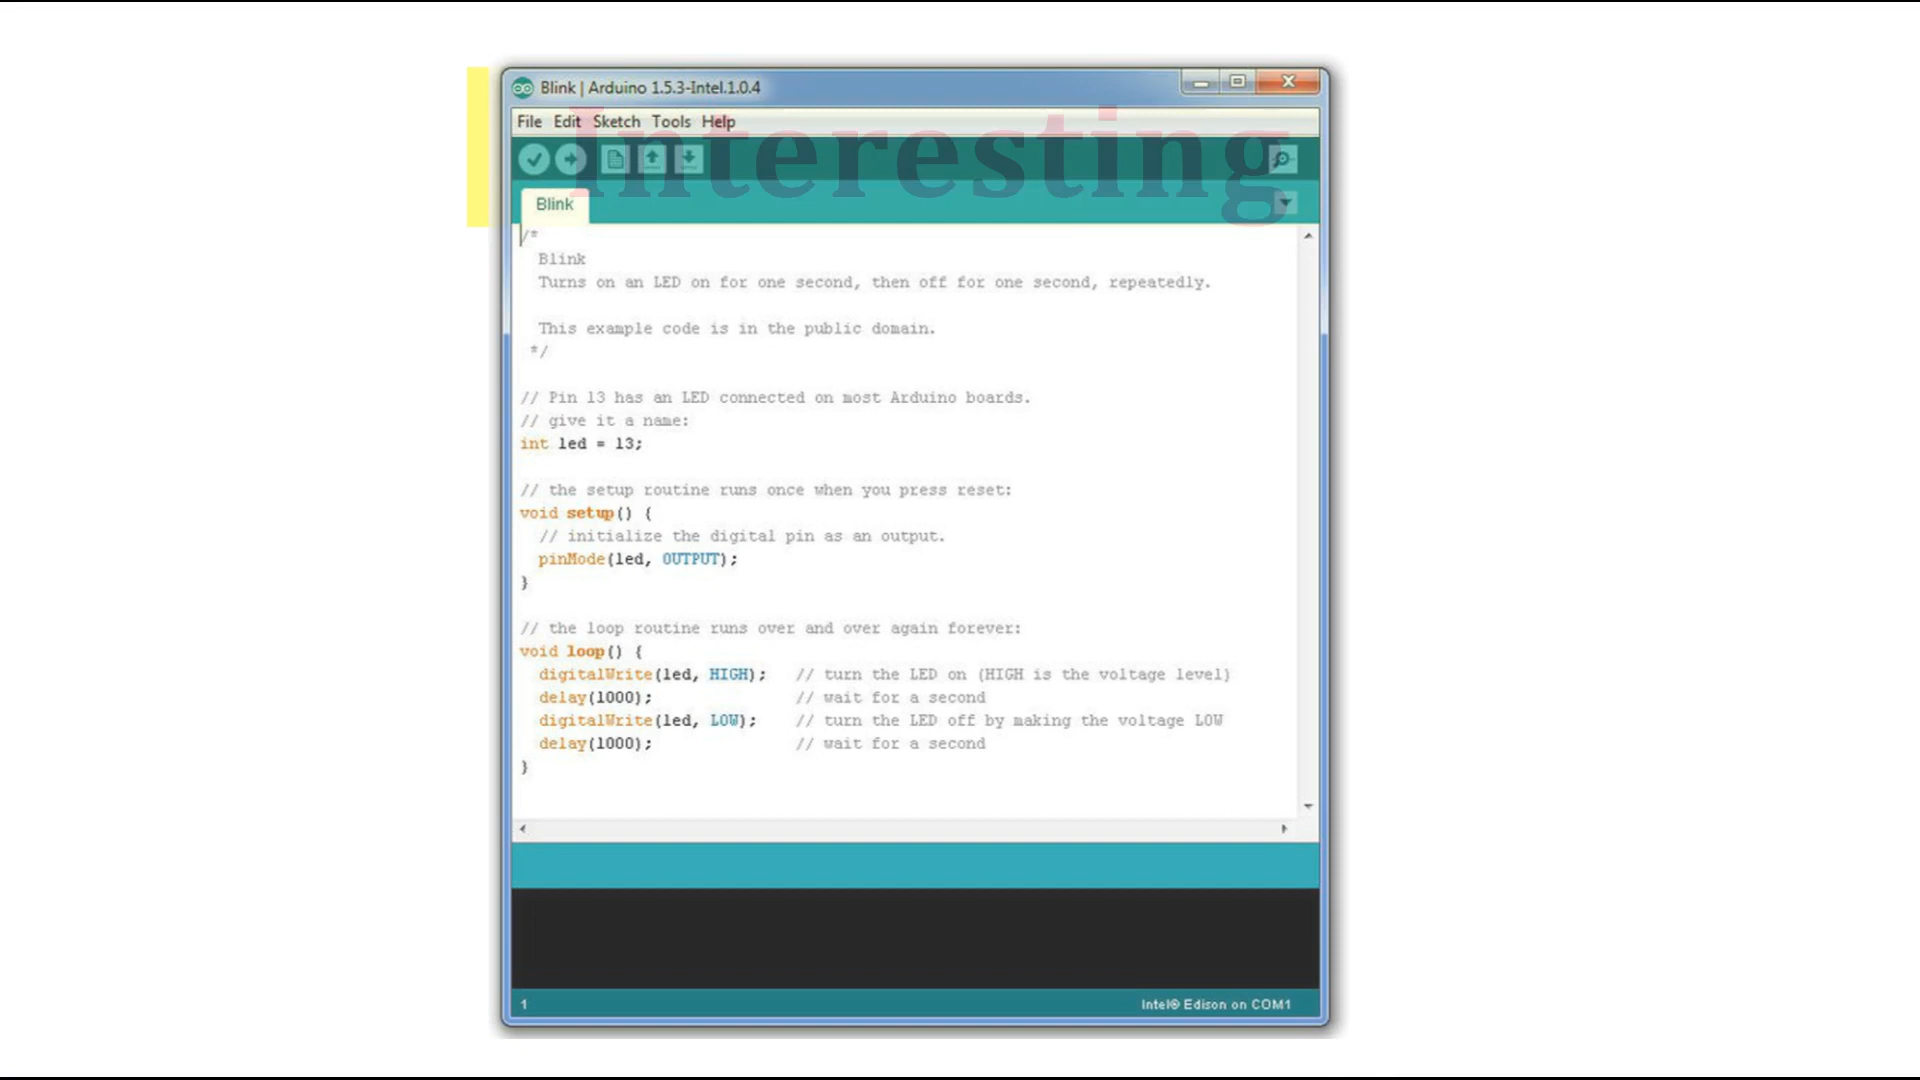 Blink | Arduino 1.5.3-Intel.1.0.4
File Edit Sketch Tools Help
Interesting
Blink
/*
Blink
Turns on an LED on for one second, then off for one second, repeatedly.
This example code is in the public domain.
*/
// Pin 13 has an LED connected on most Arduino boards.
// give it a name:
int led = 13;
// the setup routine runs once when you press reset:
void setup() {
// initialize the digital pin as an output.
pinMode(led, OUTPUT);
}
// the loop routine runs over and over again forever:
void loop() {
digitalWrite(led, HIGH);   // turn the LED on (HIGH is the voltage level)
delay(1000);               // wait for a second
digitalWrite(led, LOW);    // turn the LED off by making the voltage LOW
delay(1000);               // wait for a second
}
1
Intel® Edison on COM1